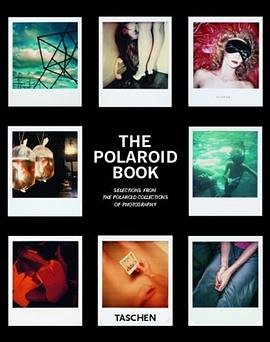 THE
POLAROID
BOOK
SELECTIONS FROM
THE POLAROID COLLECTIONS
OF PHOTOGRAPHY
TASCHEN